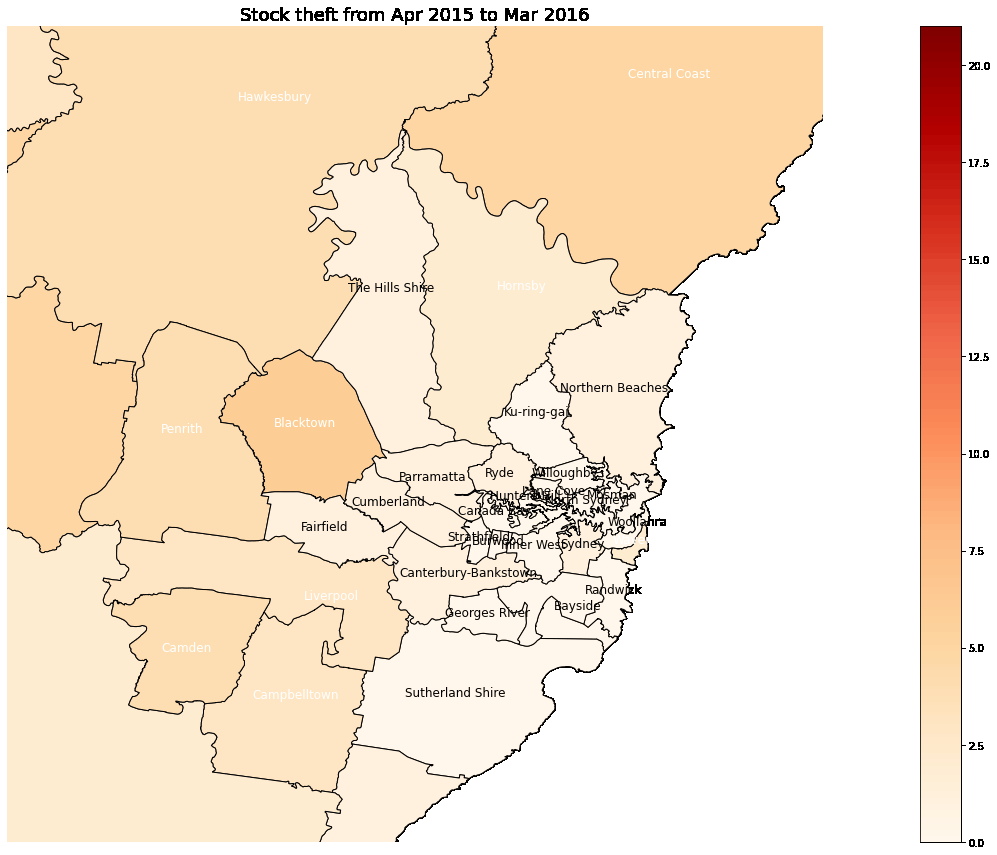 Stock theft from Apr 2015 to Mar 2016
Central Coast
Hawkesbury
The Hills Shire
Hornsby
Northern Beaches
Ku-ring-gai
Blacktown
Penrith
Parramatta
Ryde
Willoughby
Lane Cove
Mosman
North Sydney
Cumberland
Canada Bay
Fairfield
Woollahra
Strathfield
Burwood
Inner West
Sydney
Canterbury-Bankstown
Liverpool
Randwick
Bayside
Georges River
Camden
Campbelltown
Sutherland Shire
20.0
17.5
15.0
12.5
10.0
7.5
5.0
2.5
0.0